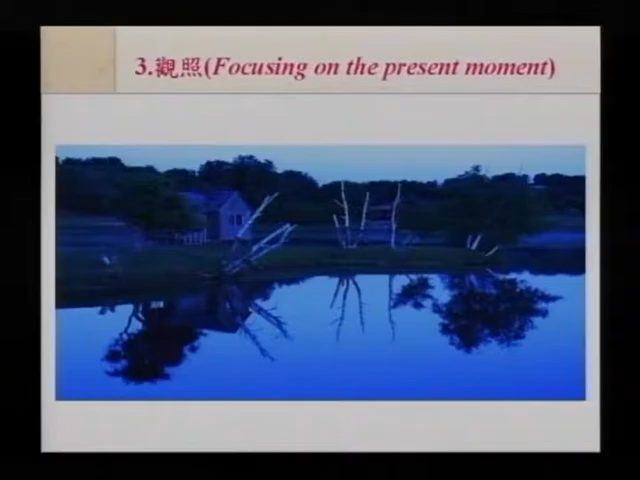 3.觀照(Focusing on the present moment)